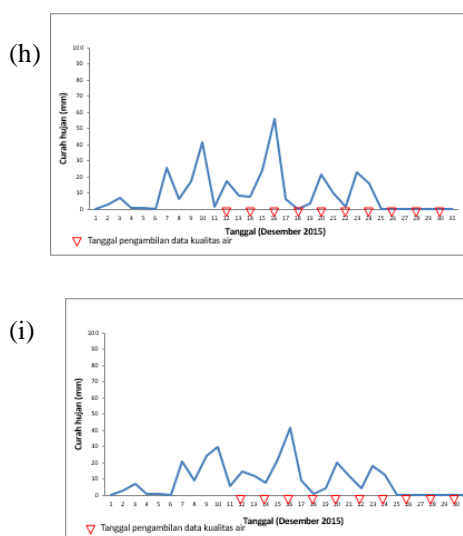 (h)
100
90
80
70
60
50
40
30
20
10
0
Curah hujan (mm)
1 2 3 4 5 6 7 8 9 10 11 12 13 14 15 16 17 18 19 20 21 22 23 24 25 26 27 28 29 30 31
Tanggal (Desember 2015)
Tanggal pengambilan data kualitas air
(i)
100
90
80
70
60
50
40
30
20
10
0
Curah hujan (mm)
1 2 3 4 5 6 7 8 9 10 11 12 13 14 15 16 17 18 19 20 21 22 23 24 25 26 27 28 29 30
Tanggal (Desember 2015)
Tanggal pengambilan data kualitas air